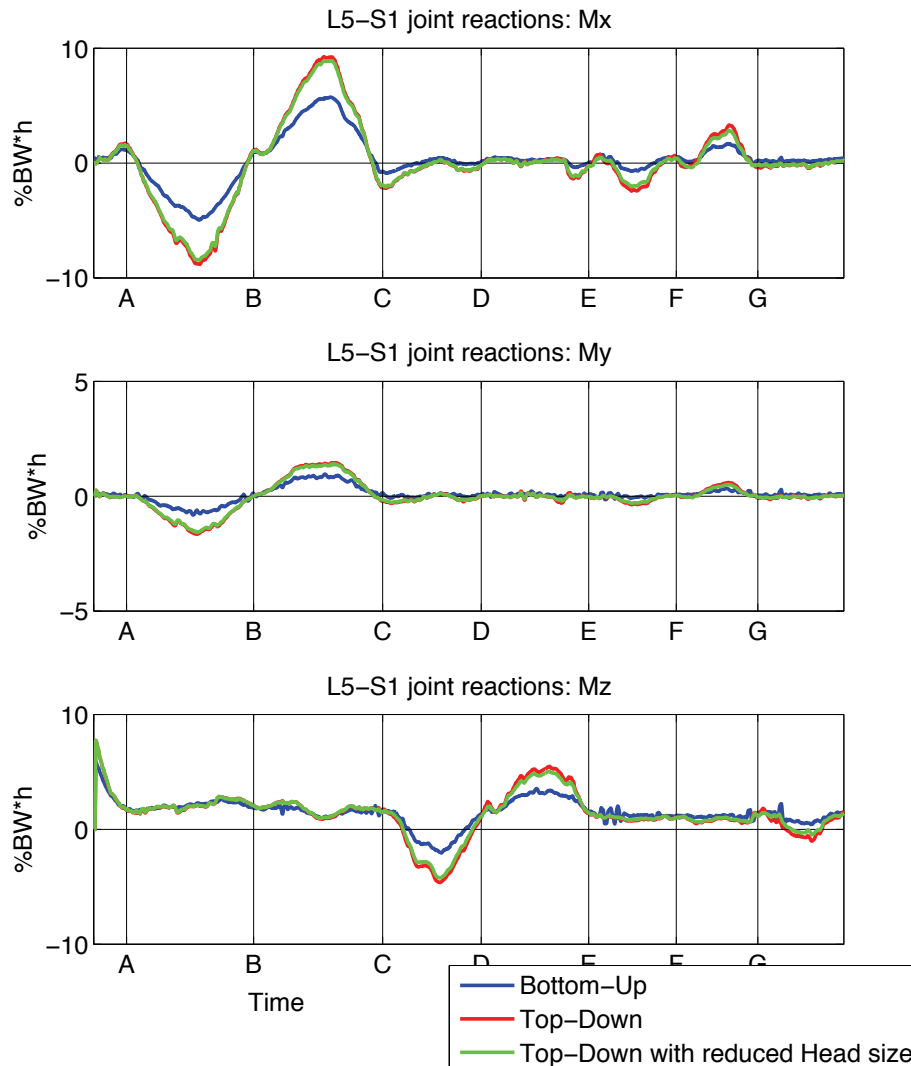 L5−S1 joint reactions: Mx
10
0
−10
%BW*h
A B C D E F G
L5−S1 joint reactions: My
5
0
−5
%BW*h
A B C D E F G
L5−S1 joint reactions: Mz
10
0
−10
%BW*h
A B C D E F G
Time
Bottom−Up
Top−Down
Top−Down with reduced Head size